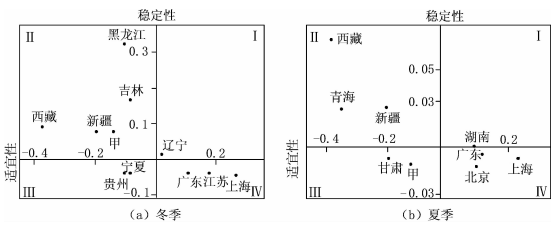 稳定性
Ⅱ
黑龙江
Ⅰ
0.3
吉林
西藏
新疆
0.1
甲
辽宁
-0.4
-0.2
0.2
适宜性
宁夏
贵州
广东
江苏
上海
Ⅲ
-0.1
Ⅳ
(a)冬季
稳定性
Ⅱ
西藏
Ⅰ
0.05
青海
新疆
0.03
湖南
-0.4
-0.2
0.2
适宜性
甘肃
甲
广东
北京
上海
Ⅲ
-0.03
Ⅳ
(b)夏季